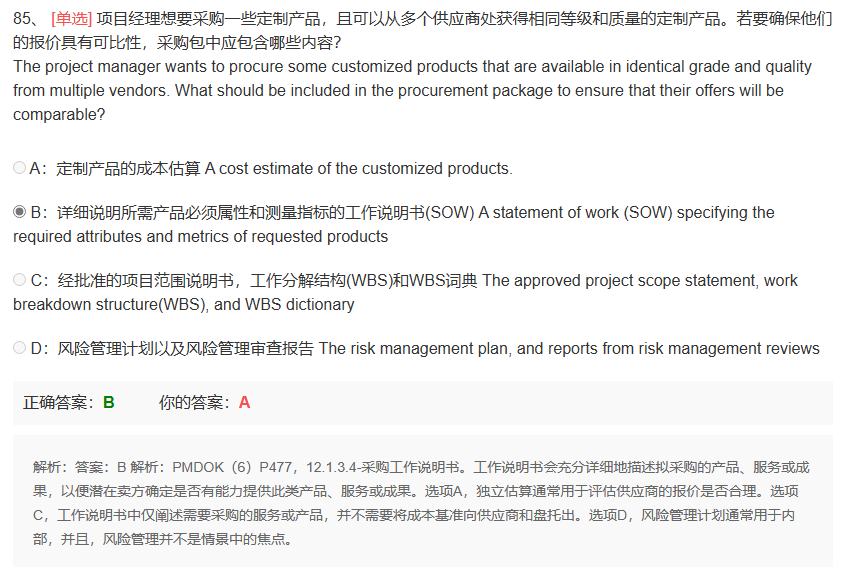 85、 [单选] 项目经理想要采购一些定制产品，且可以从多个供应商处获得相同等级和质量的定制产品。若要确保他们
的报价具有可比性，采购包中应包含哪些内容？
The project manager wants to procure some customized products that are available in identical grade and quality
from multiple vendors. What should be included in the procurement package to ensure that their offers will be
comparable?
A：定制产品的成本估算 A cost estimate of the customized products.
B：详细说明所需产品必须属性和测量指标的工作说明书(SOW) A statement of work (SOW) specifying the
required attributes and metrics of requested products
C：经批准的项目范围说明书，工作分解结构(WBS)和WBS词典 The approved project scope statement, work
breakdown structure(WBS), and WBS dictionary
D：风险管理计划以及风险管理审查报告 The risk management plan, and reports from risk management reviews
正确答案：B 你的答案：A
解析：答案：B 解析：PMDOK（6）P477，12.1.3.4-采购工作说明书。工作说明书会充分详细地描述拟采购的产品、服务或成
果，以便潜在卖方确定是否有能力提供此类产品、服务或成果。选项A，独立估算通常用于评估供应商的报价是否合理。选项
C，工作说明书中仅阐述需要采购的服务或产品，并不需要将成本基准向供应商和盘托出。选项D，风险管理计划通常用于内
部，并且，风险管理并不是情景中的焦点。